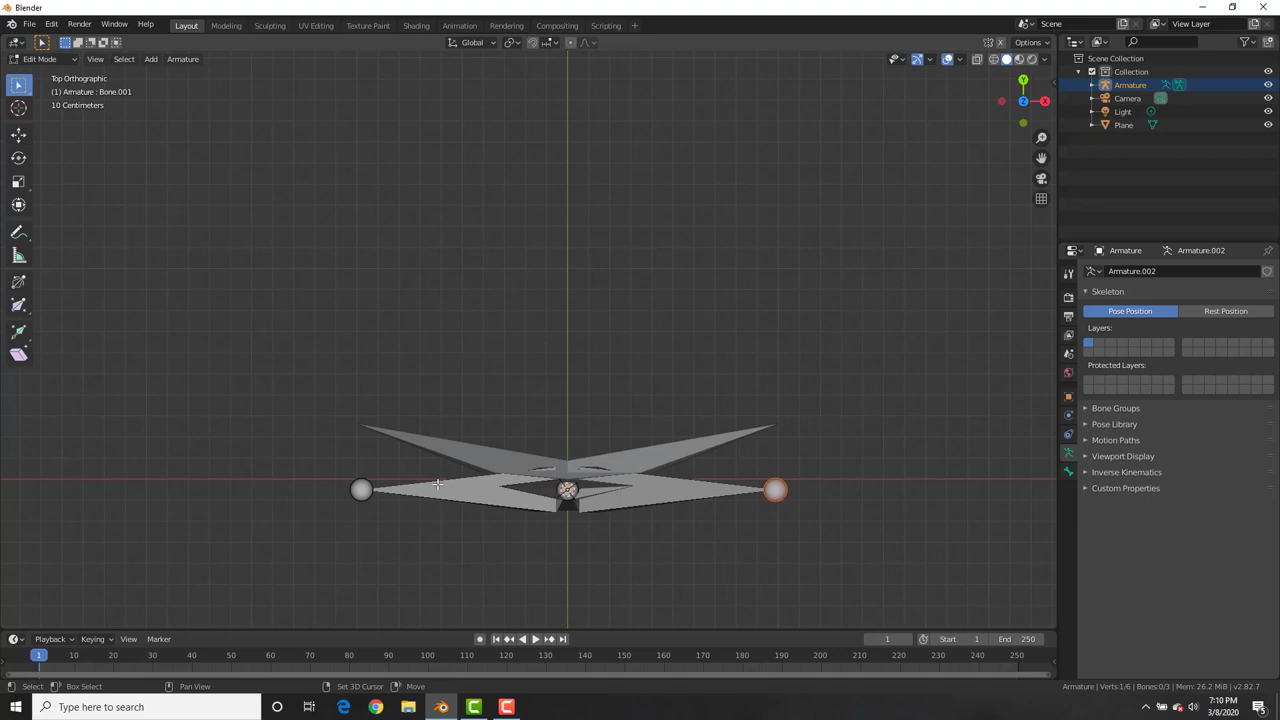 Blender
File Edit Render Window Help Layout Modeling Sculpting UV Editing Texture Paint Shading Animation Rendering Compositing Scripting + Scene View Layer
Global Options
Edit Mode View Select Add Armature
Top Orthographic
(1) Armature : Bone.001
10 Centimeters
Y
Z X
Scene Collection
Collection
Armature
Camera
Light
Plane
Armature Armature.002
Armature.002
Skeleton
Pose Position Rest Position
Layers:
Protected Layers:
Bone Groups
Pose Library
Motion Paths
Viewport Display
Inverse Kinematics
Custom Properties
Playback Keying View Marker 1 Start 1 End 250
1 10 20 30 40 50 60 70 80 90 100 110 120 130 140 150 160 170 180 190 200 210 220 230 240 250
Select Box Select Pan View Set 3D Cursor Move Armature | Verts:1/6 | Bones:0/3 | Mem: 26.2 MiB | v2.82.7
Type here to search 7:10 PM
3/8/2020
5